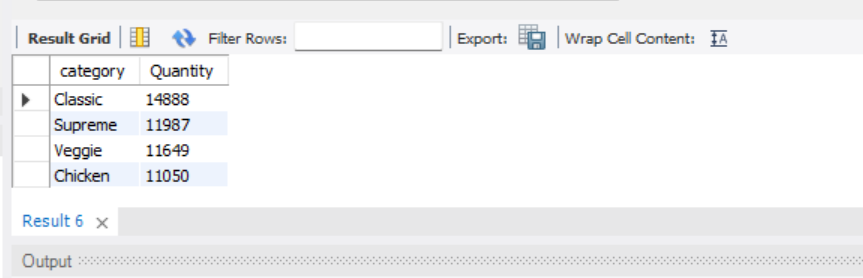 Result Grid Filter Rows: Export: Wrap Cell Content: IA
category Quantity
Classic 14888
Supreme 11987
Veggie 11649
Chicken 11050
Result 6 ×
Output